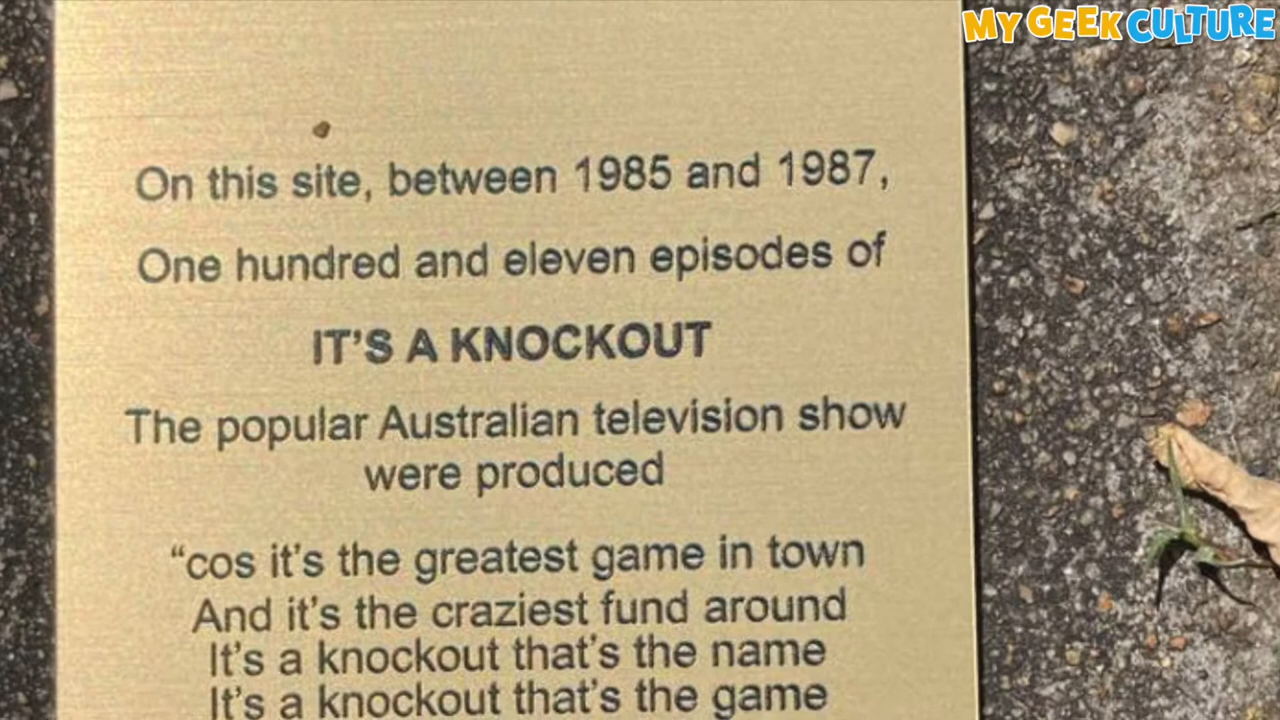 MY GEEK CULTURE
On this site, between 1985 and 1987,
One hundred and eleven episodes of
IT'S A KNOCKOUT
The popular Australian television show
were produced
“cos it's the greatest game in town
And it's the craziest fund around
It's a knockout that's the name
It's a knockout that's the game